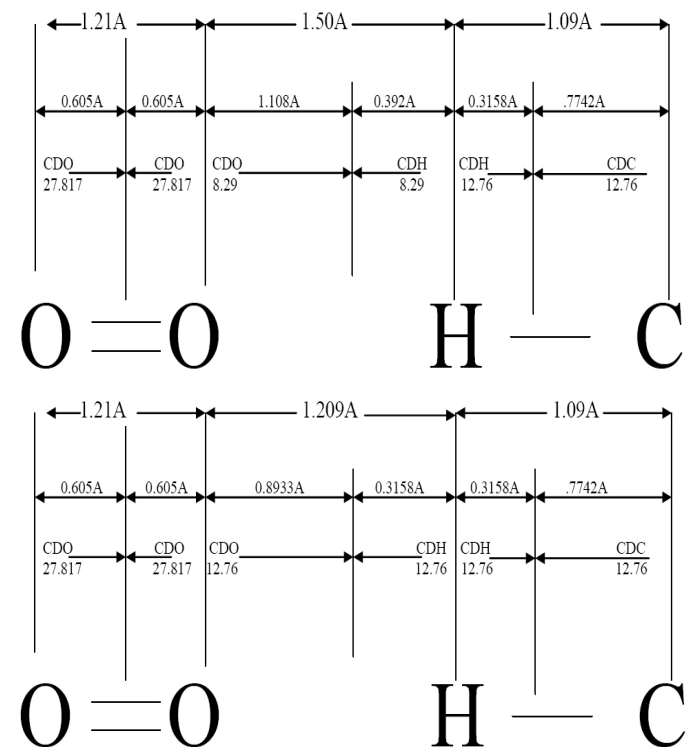 1.21A 1.50A 1.09A
0.605A 0.605A 1.108A 0.392A 0.3158A .7742A
CDO CDO CDO CDH CDH CDC
27.817 27.817 8.29 8.29 12.76 12.76
O O H C
1.21A 1.209A 1.09A
0.605A 0.605A 0.8933A 0.3158A 0.3158A .7742A
CDO CDO CDO CDH CDH CDC
27.817 27.817 12.76 12.76 12.76 12.76
O O H C